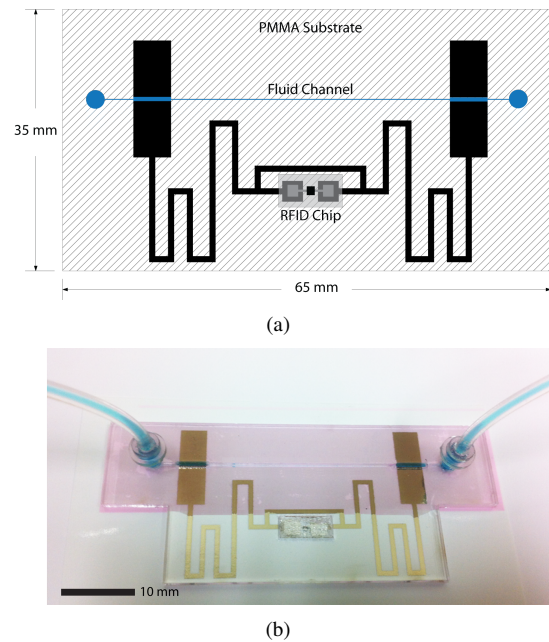 PMMA Substrate
Fluid Channel
35 mm
RFID Chip
65 mm
(a)
10 mm
(b)